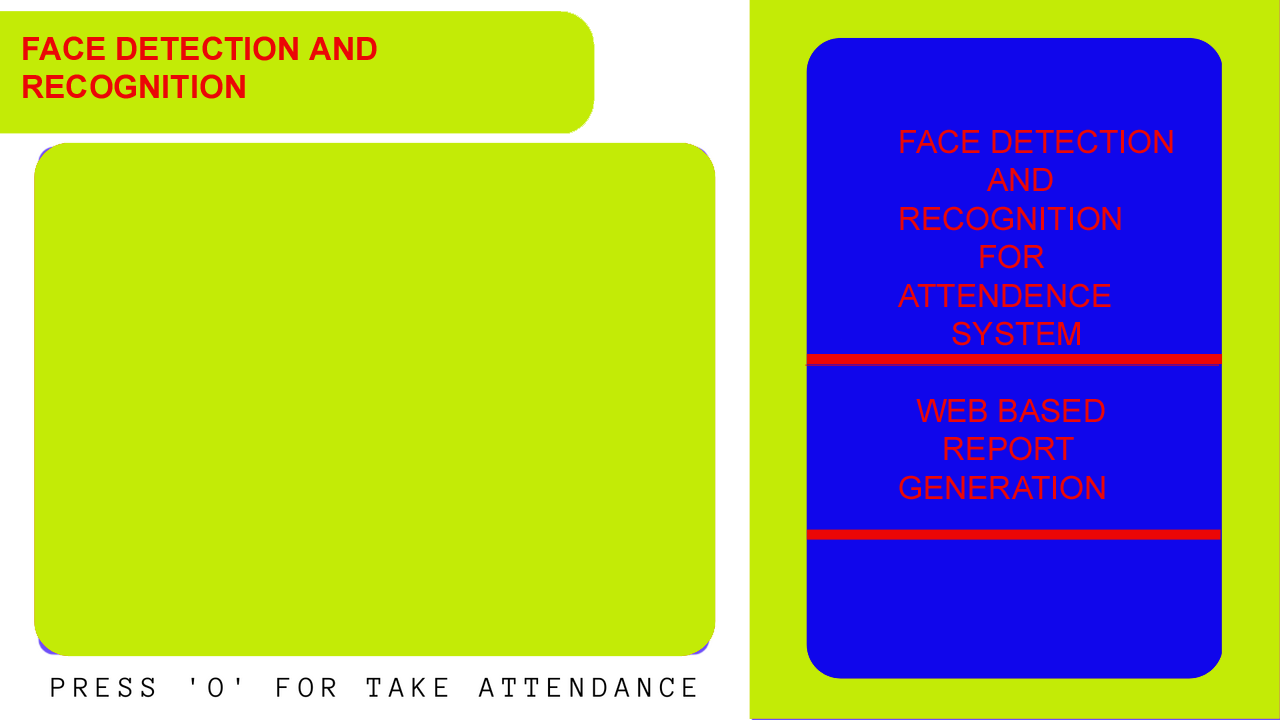 FACE DETECTION AND
RECOGNITION
PRESS 'O' FOR TAKE ATTENDANCE
FACE DETECTION
AND
RECOGNITION
FOR
ATTENDENCE
SYSTEM
WEB BASED
REPORT
GENERATION